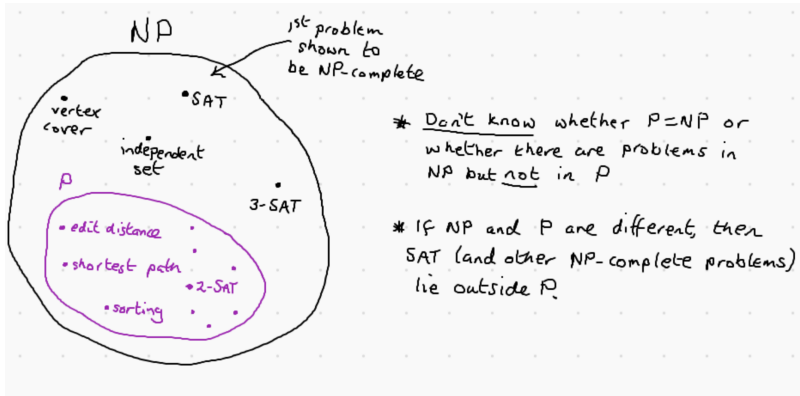 NP
1st problem
shown to
be NP-complete
• SAT
• vertex
cover
• independent
set
• 3-SAT
P
• edit distance
• shortest path
• 2-SAT
• sorting
* Don't know whether P=NP or
whether there are problems in
NP but not in P
* If NP and P are different, then
SAT (and other NP-complete problems)
lie outside P.